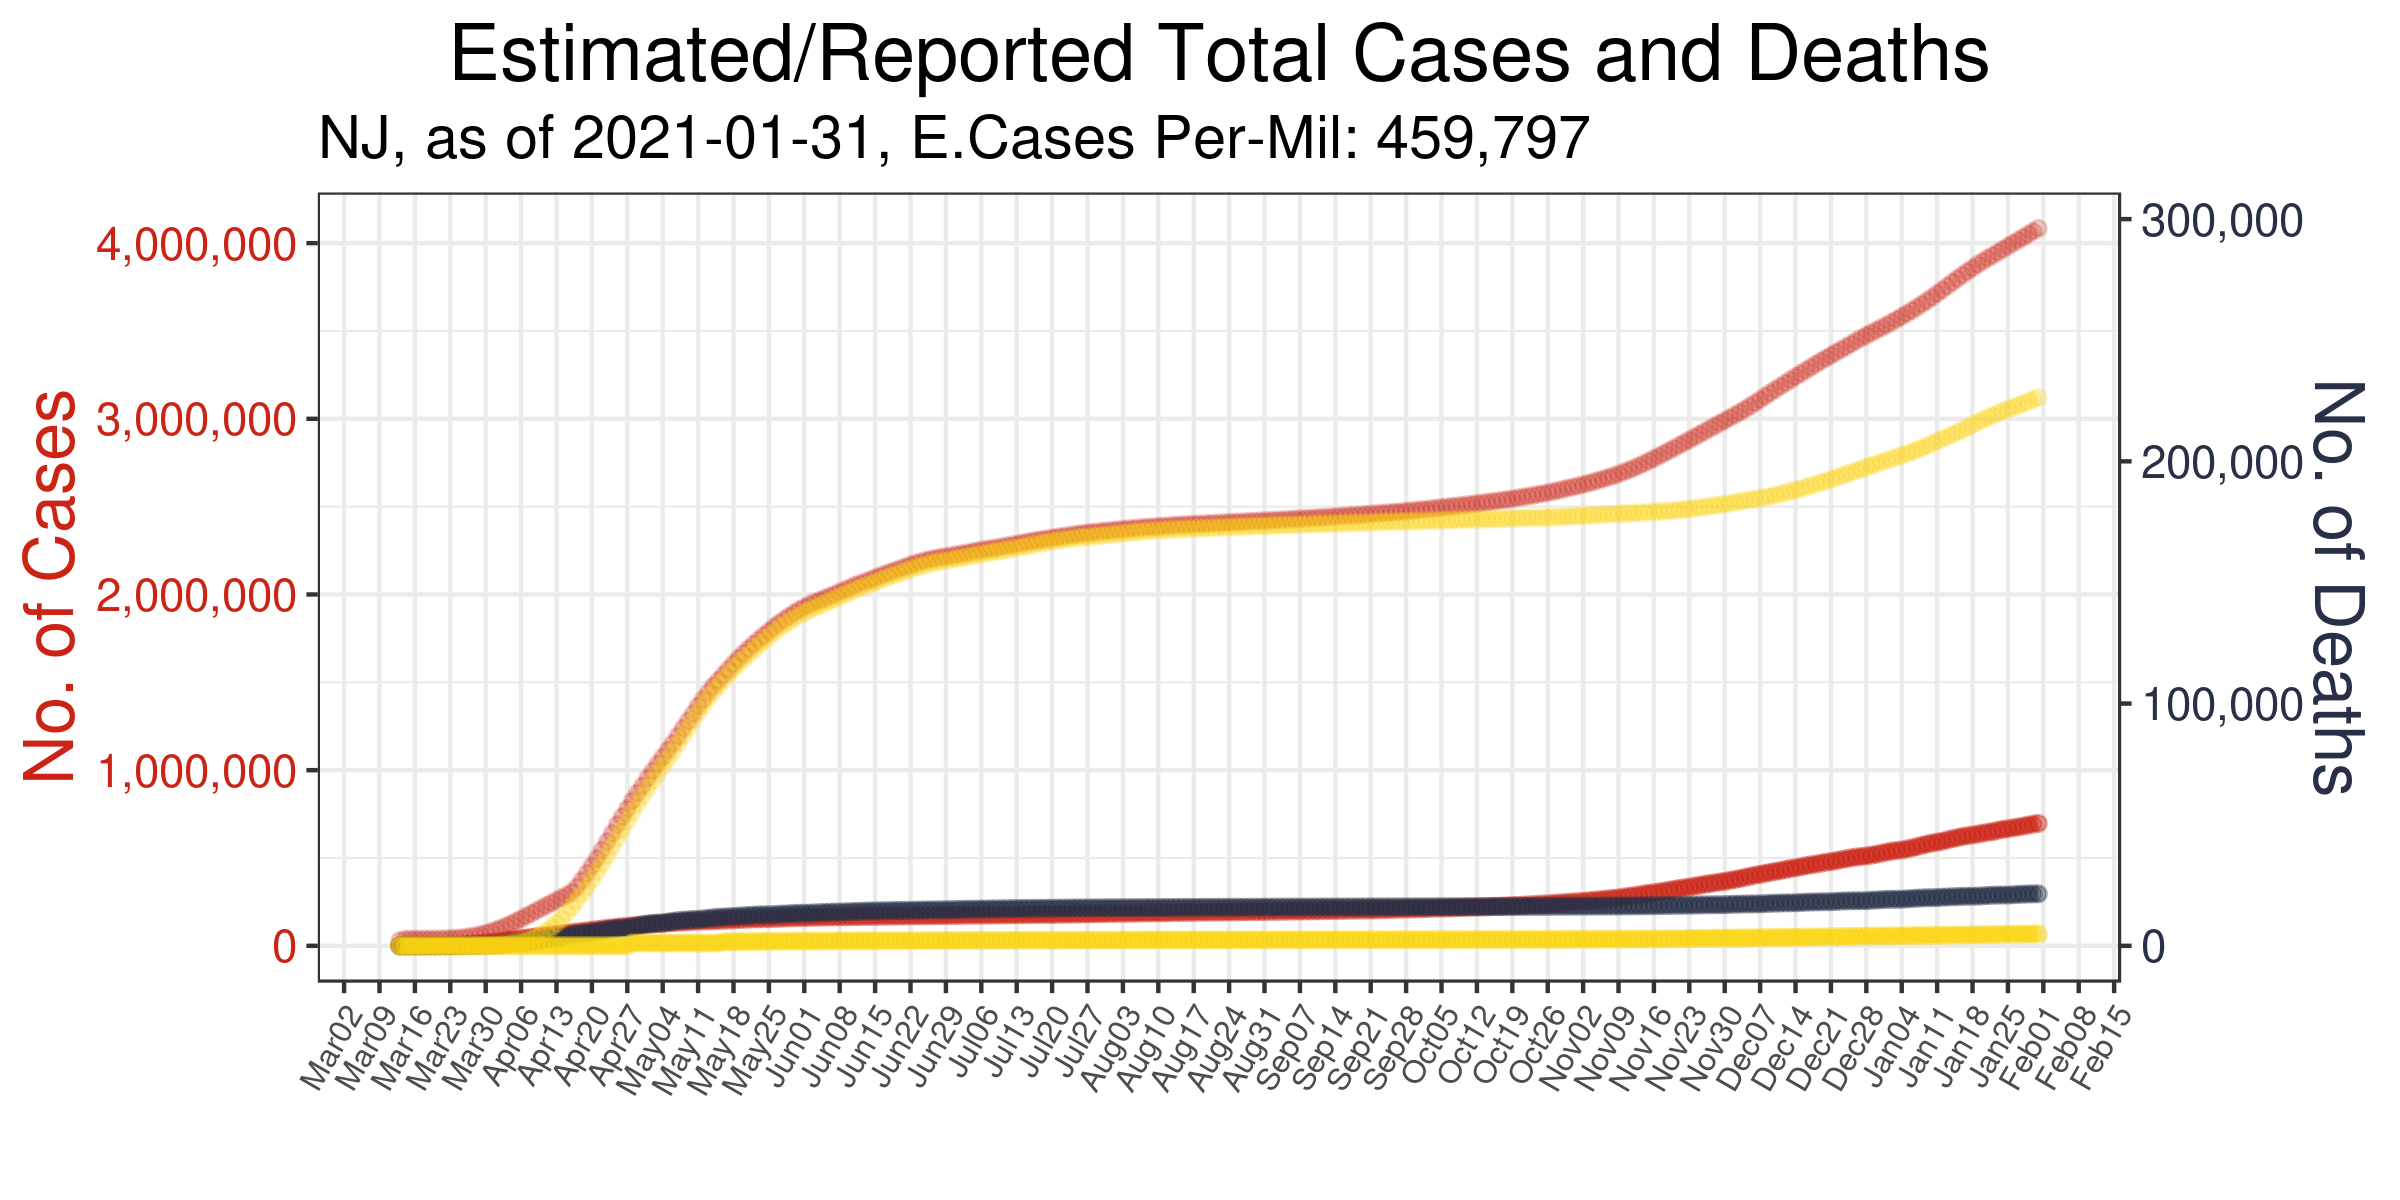 Estimated/Reported Total Cases and Deaths
NJ, as of 2021-01-31, E.Cases Per-Mil: 459,797
No. of Cases
4,000,000
3,000,000
2,000,000
1,000,000
0
300,000
200,000
100,000
0
No. of Deaths
Mar02
Mar09
Mar16
Mar23
Mar30
Apr06
Apr13
Apr20
Apr27
May04
May11
May18
May25
Jun01
Jun08
Jun15
Jun22
Jun29
Jul06
Jul13
Jul20
Jul27
Aug03
Aug10
Aug17
Aug24
Aug31
Sep07
Sep14
Sep21
Sep28
Oct05
Oct12
Oct19
Oct26
Nov02
Nov09
Nov16
Nov23
Nov30
Dec07
Dec14
Dec21
Dec28
Jan04
Jan11
Jan18
Jan25
Feb01
Feb08
Feb15